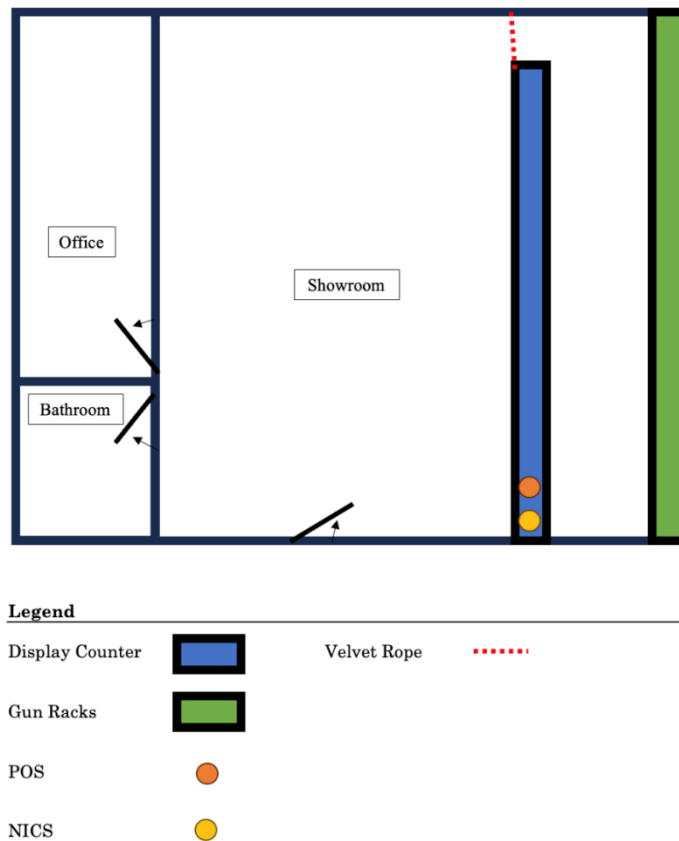 Office
Showroom
Bathroom
Legend
Display Counter
Velvet Rope
Gun Racks
POS
NICS